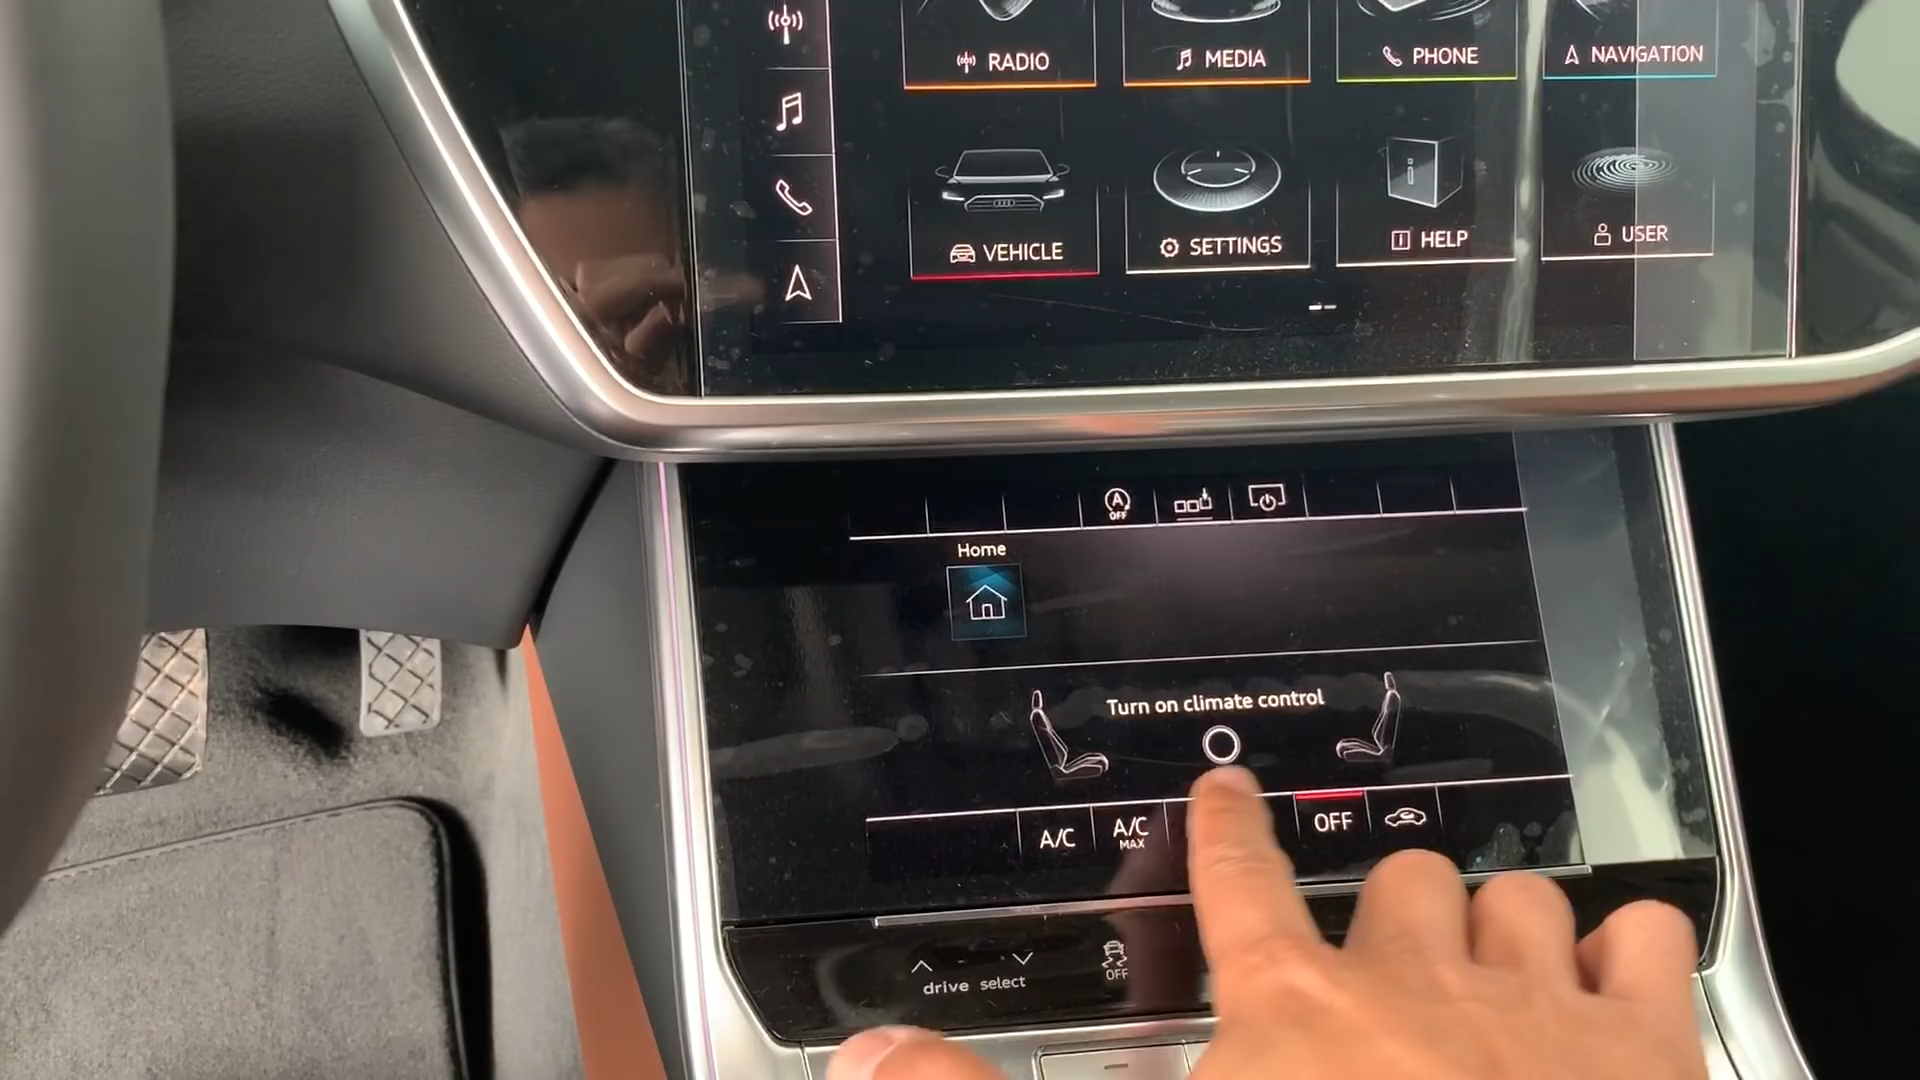 RADIO
MEDIA
PHONE
NAVIGATION
VEHICLE
SETTINGS
HELP
USER
A
OFF
Home
Turn on climate control
A/C
A/C
MAX
OFF
drive select
OFF